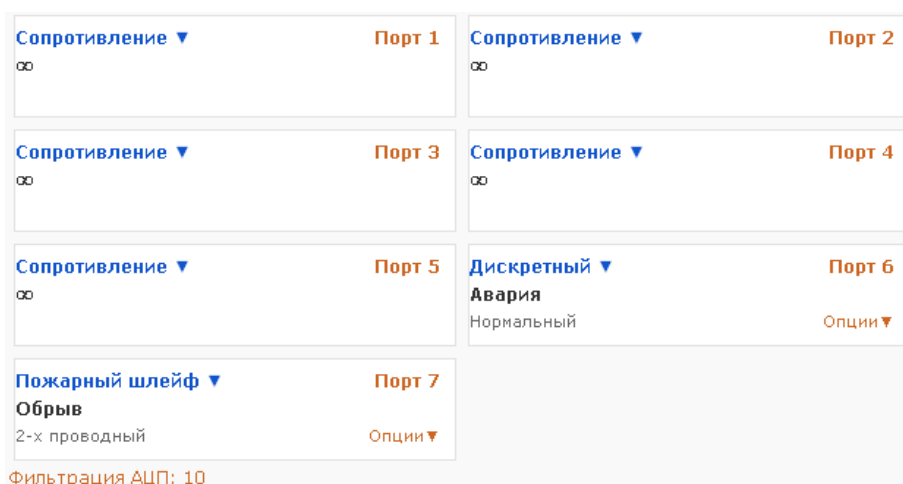 Сопротивление ▼ Порт 1
∞
Сопротивление ▼ Порт 2
∞
Сопротивление ▼ Порт 3
∞
Сопротивление ▼ Порт 4
∞
Сопротивление ▼ Порт 5
∞
Дискретный ▼ Порт 6
Авария
Нормальный Опции▼
Пожарный шлейф ▼ Порт 7
Обрыв
2-х проводный Опции▼
Фильтрация АЦП: 10